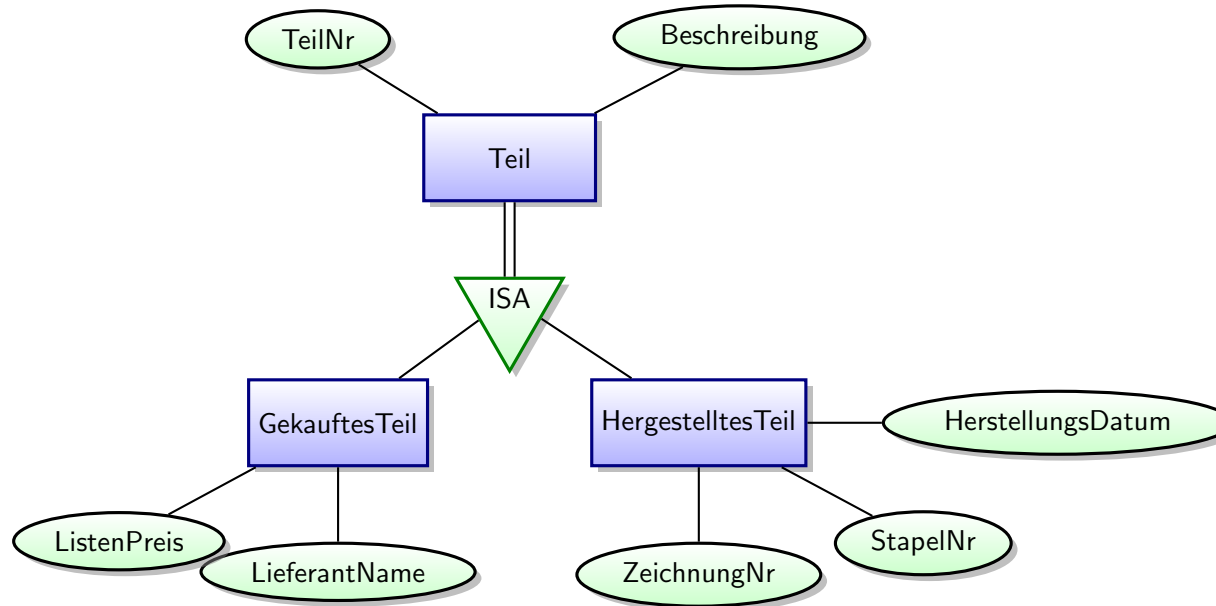 TeilNr
Beschreibung
Teil
ISA
GekauftesTeil
HergestelltesTeil
HerstellungsDatum
ListenPreis
LieferantName
ZeichnungNr
StapelNr